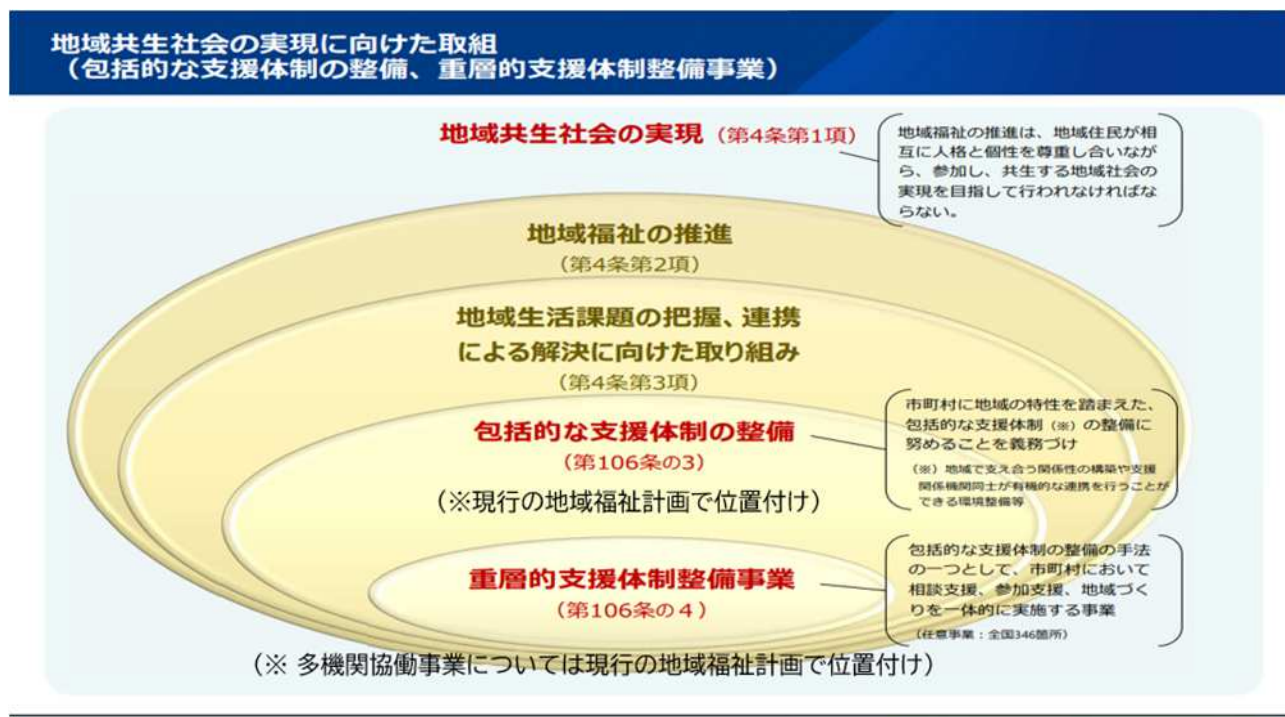 地域共生社会の実現に向けた取組
（包括的な支援体制の整備、重層的支援体制整備事業）
地域共生社会の実現（第4条第1項）
地域福祉の推進は、地域住民が相
互に人格と個性を尊重し合いなが
ら、参加し、共生する地域社会の
実現を目指して行われなければな
らない。
地域福祉の推進
（第4条第2項）
地域生活課題の把握、連携
による解決に向けた取り組み
（第4条第3項）
包括的な支援体制の整備
（第106条の3）
（※現行の地域福祉計画で位置付け）
市町村に地域の特性を踏まえた、
包括的な支援体制（※）の整備に
努めることを義務づけ
（※）地域で支え合う関係性の構築や支援
関係機関同士が有機的な連携を行うことが
できる環境整備等
重層的支援体制整備事業
（第106条の４）
包括的な支援体制の整備の手法
の一つとして、市町村において
相談支援、参加支援、地域づく
りを一体的に実施する事業
（任意事業：全国346箇所）
（※ 多機関協働事業については現行の地域福祉計画で位置付け）